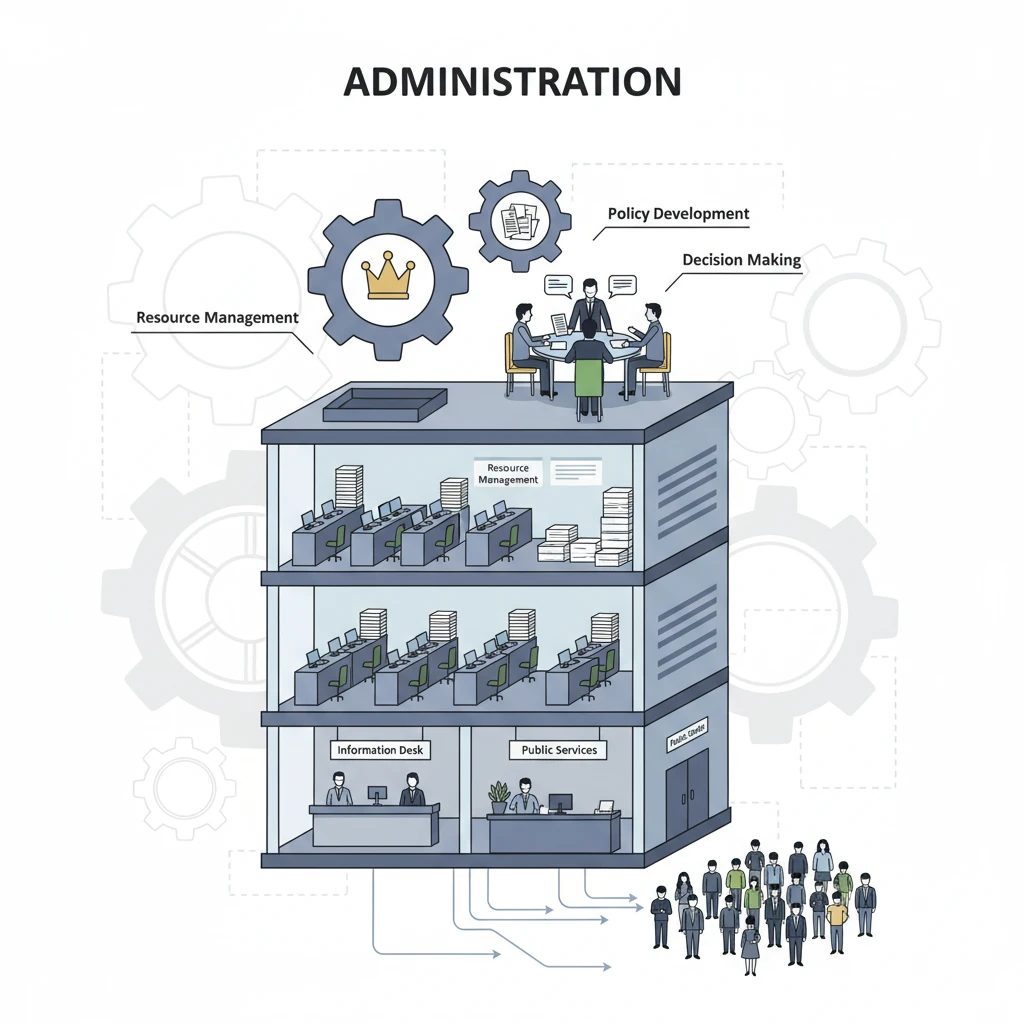 ADMINISTRATION
Policy Development
Decision Making
Resource Management
Resource
Management
Information Desk
Public Services